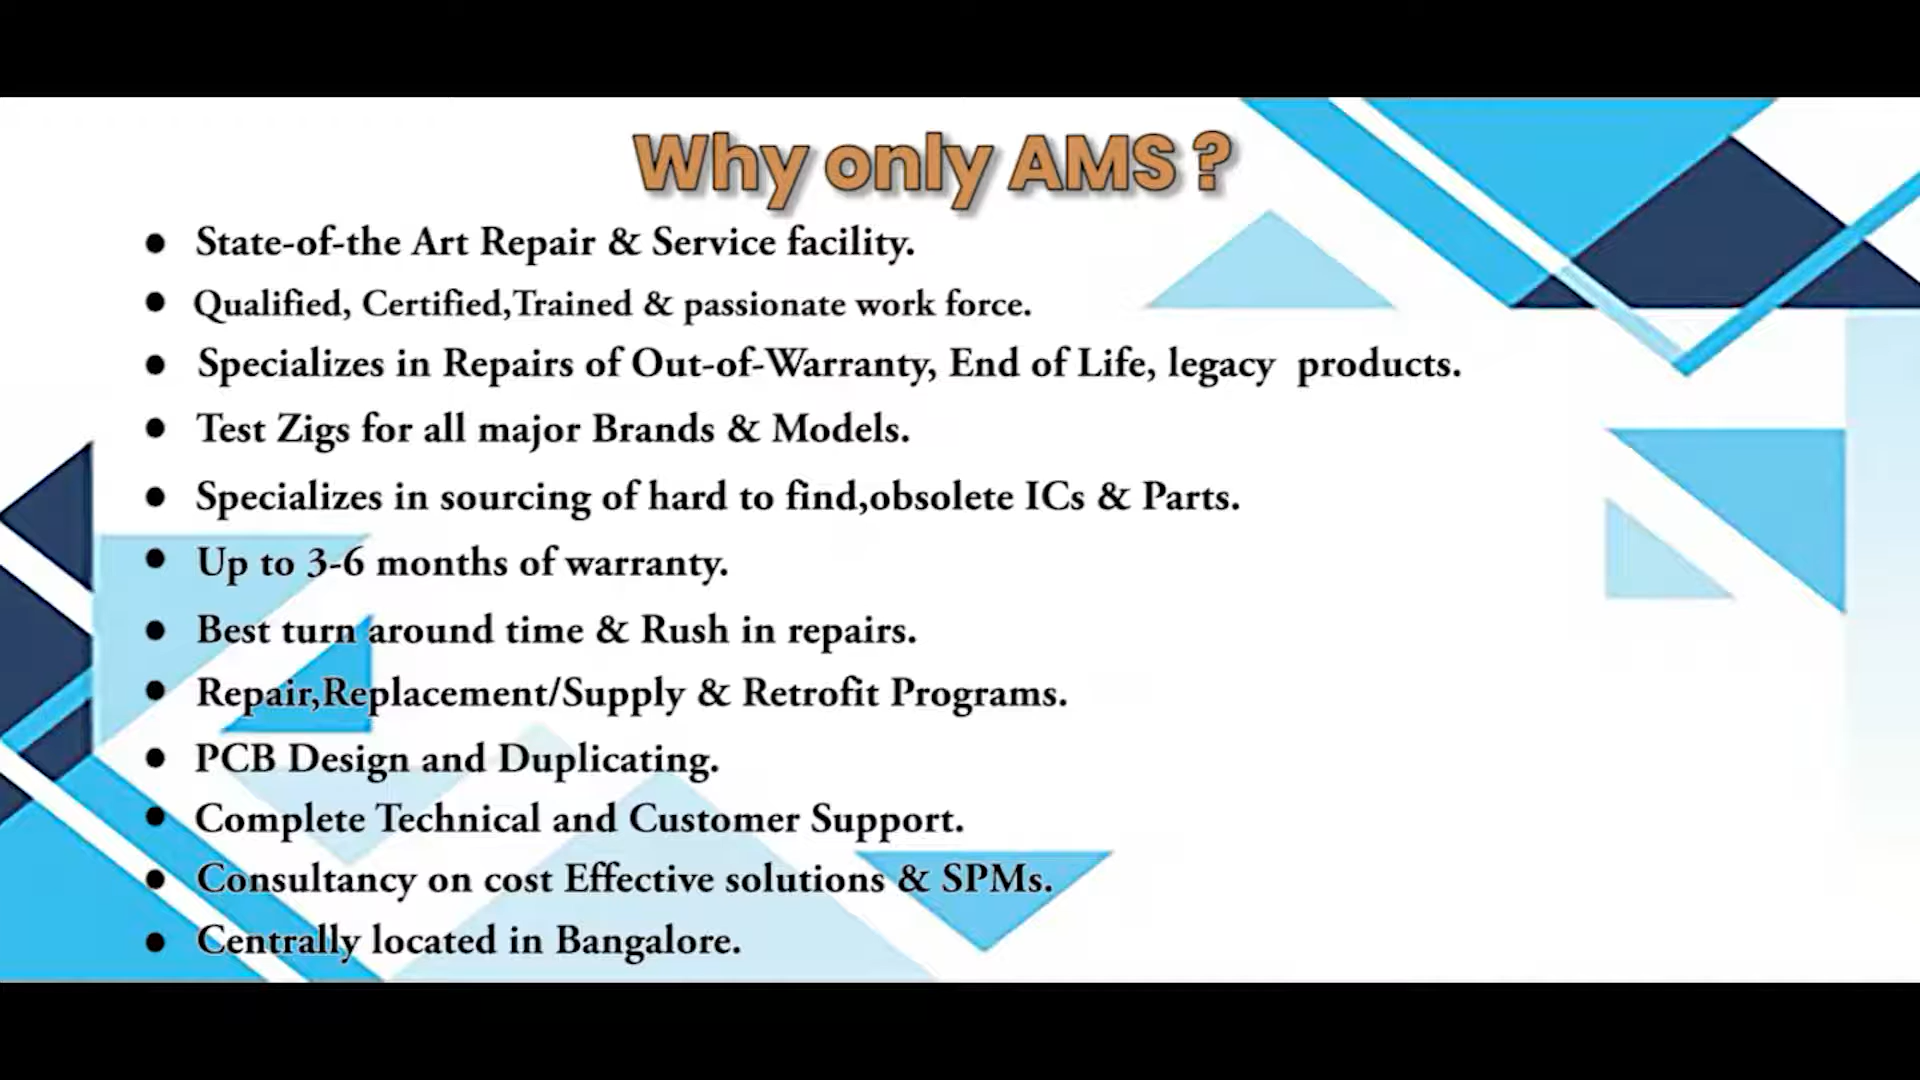 Why only AMS ?
● State-of-the Art Repair & Service facility.
● Qualified, Certified,Trained & passionate work force.
● Specializes in Repairs of Out-of-Warranty, End of Life, legacy  products.
● Test Zigs for all major Brands & Models.
● Specializes in sourcing of hard to find,obsolete ICs & Parts.
● Up to 3-6 months of warranty.
● Best turn around time & Rush in repairs.
● Repair,Replacement/Supply & Retrofit Programs.
● PCB Design and Duplicating.
● Complete Technical and Customer Support.
● Consultancy on cost Effective solutions & SPMs.
● Centrally located in Bangalore.